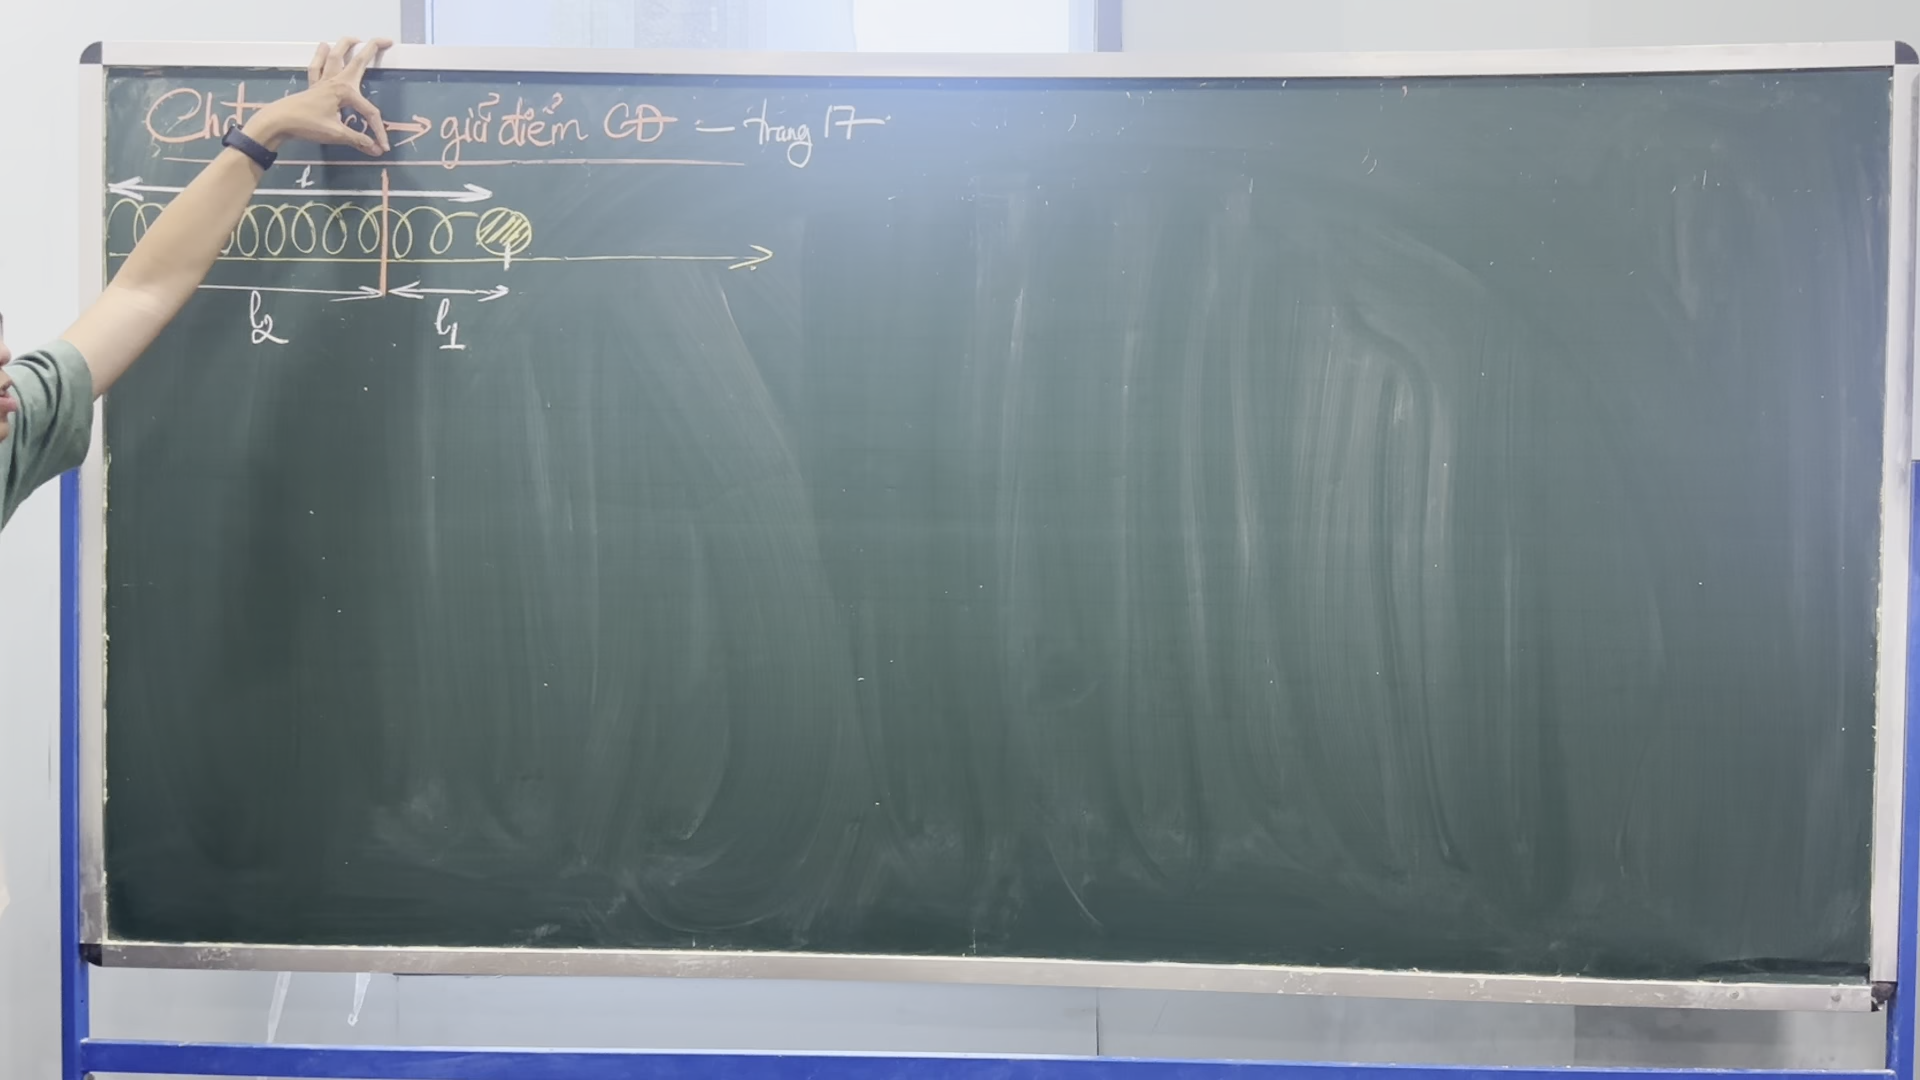 → giữ điểm CĐ – trang 17
l
l2 l1